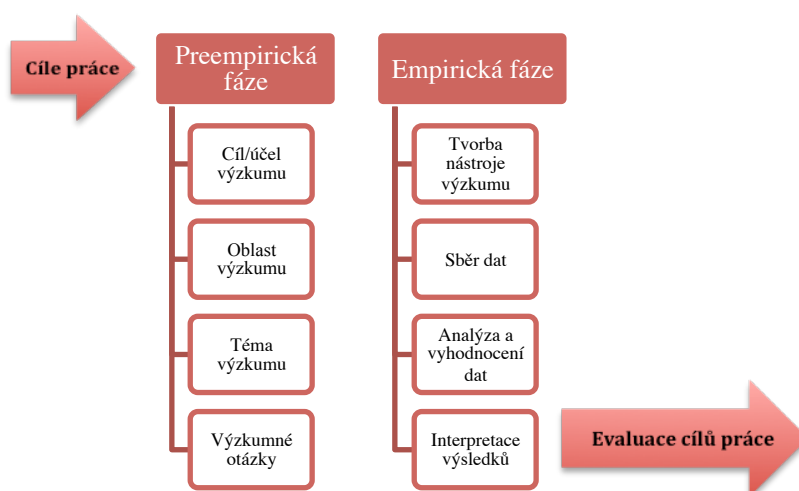 Cíle práce
Preempirická
fáze
Cíl/účel
výzkumu
Oblast
výzkumu
Téma
výzkumu
Výzkumné
otázky
Empirická fáze
Tvorba
nástroje
výzkumu
Sběr dat
Analýza a
vyhodnocení
dat
Interpretace
výsledků
Evaluace cílů práce